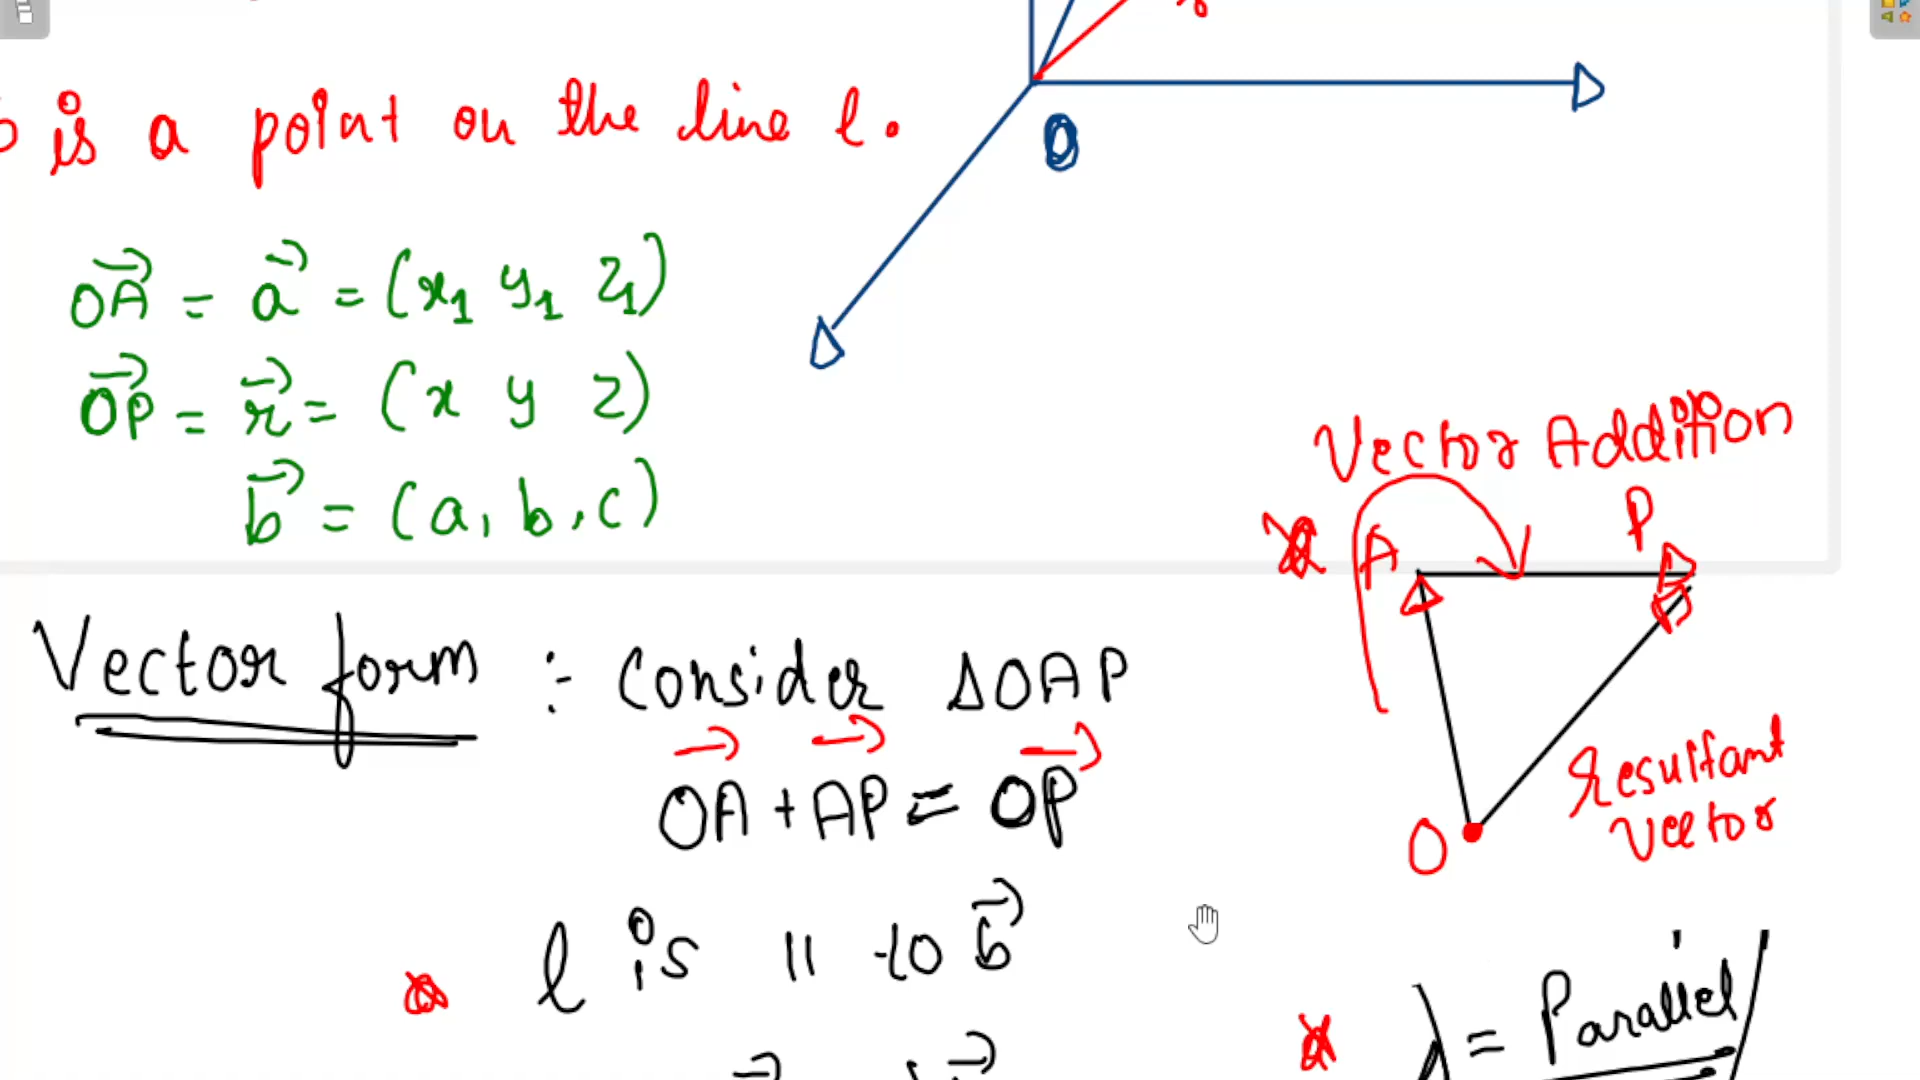 is a point on the line l.
O
OA = a = (x1 y1 z1)
OP = r = (x y z)
b = (a, b, c)
Vector Addition
A P
Vector form :- Consider ΔOAP
OA + AP = OP
Resultant
Vector
O
l is || to b
λ = Parallel